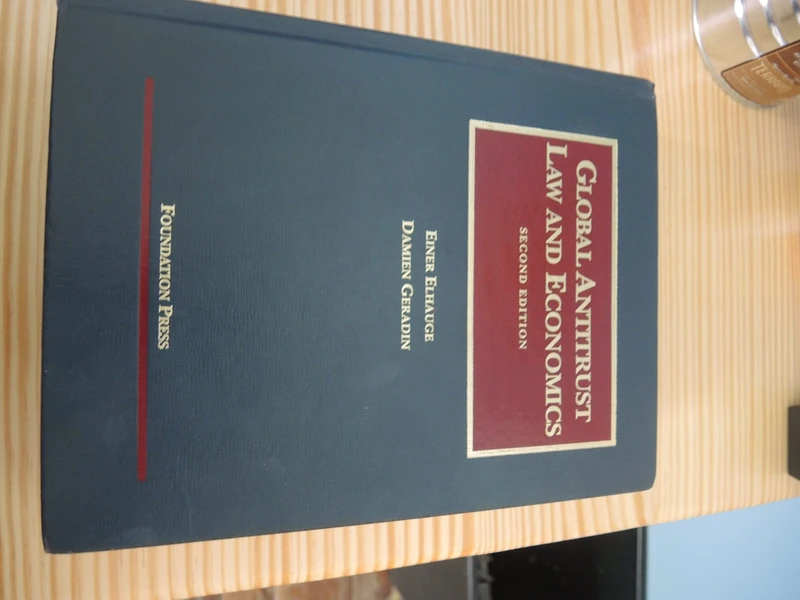 GLOBAL ANTITRUST
LAW AND ECONOMICS
SECOND EDITION
EINER ELHAUGE
DAMIEN GERADIN
FOUNDATION PRESS